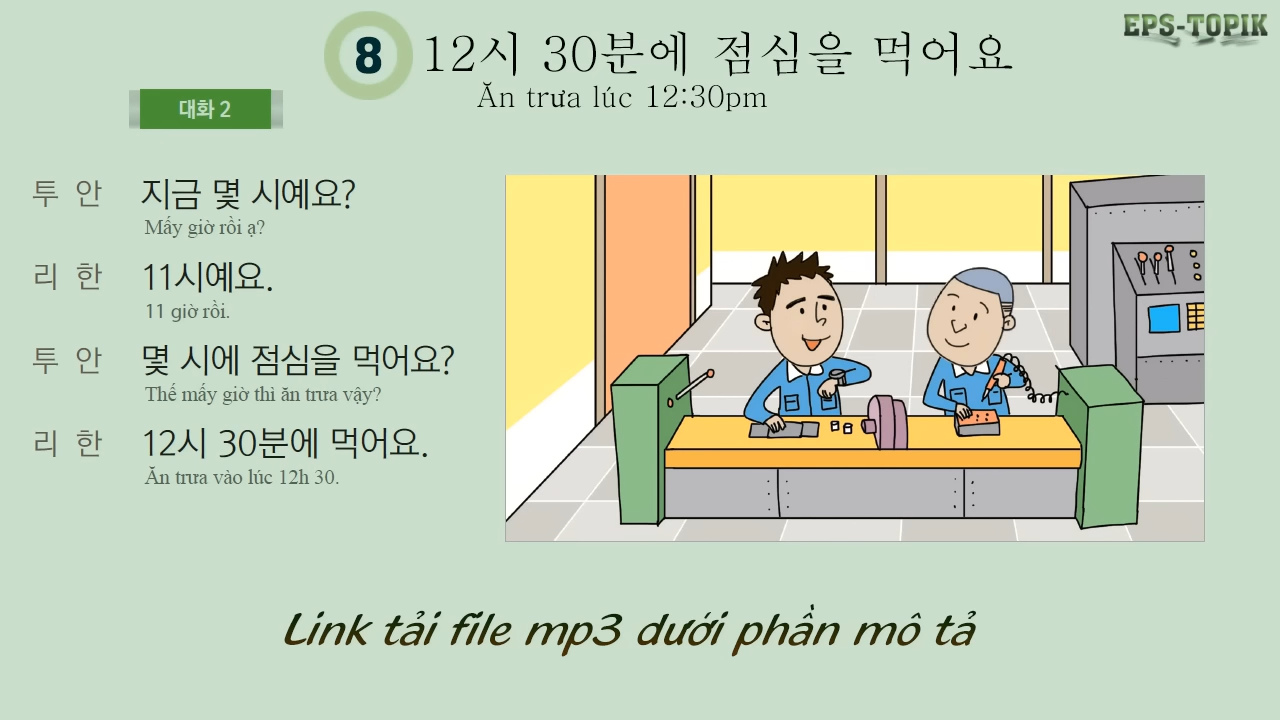 EPS-TOPIK
8 12시 30분에 점심을 먹어요
Ăn trưa lúc 12:30pm
대화 2
투 안 지금 몇 시예요?
Mấy giờ rồi ạ?
리 한 11시예요.
11 giờ rồi.
투 안 몇 시에 점심을 먹어요?
Thế mấy giờ thì ăn trưa vậy?
리 한 12시 30분에 먹어요.
Ăn trưa vào lúc 12h 30.
Link tải file mp3 dưới phần mô tả